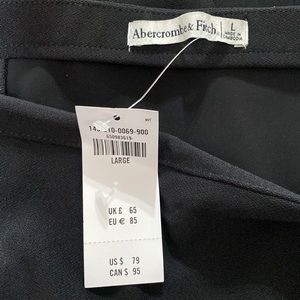 Abercrombie & Fitch
L
MADE IN
CAMBODIA
LARGE
UK £ 65
EU € 85
US $ 79
CAN $ 95